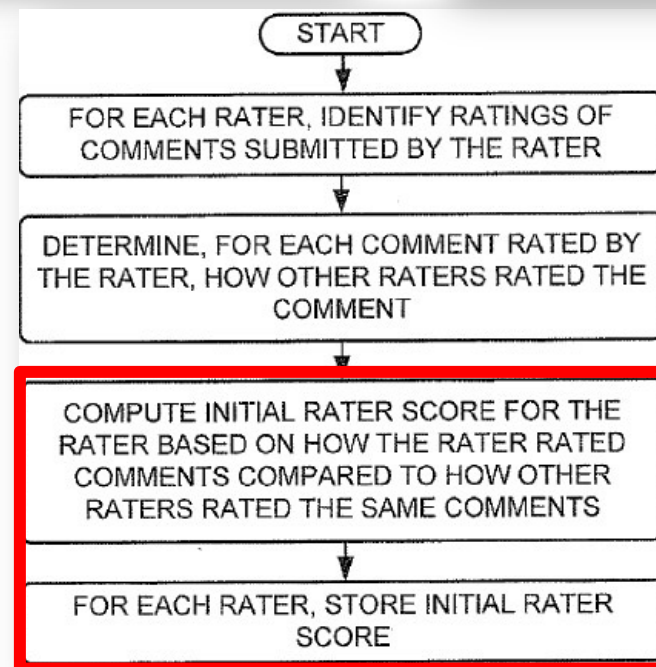 START
FOR EACH RATER, IDENTIFY RATINGS OF
COMMENTS SUBMITTED BY THE RATER
DETERMINE, FOR EACH COMMENT RATED BY
THE RATER, HOW OTHER RATERS RATED THE
COMMENT
COMPUTE INITIAL RATER SCORE FOR THE
RATER BASED ON HOW THE RATER RATED
COMMENTS COMPARED TO HOW OTHER
RATERS RATED THE SAME COMMENTS
FOR EACH RATER, STORE INITIAL RATER
SCORE